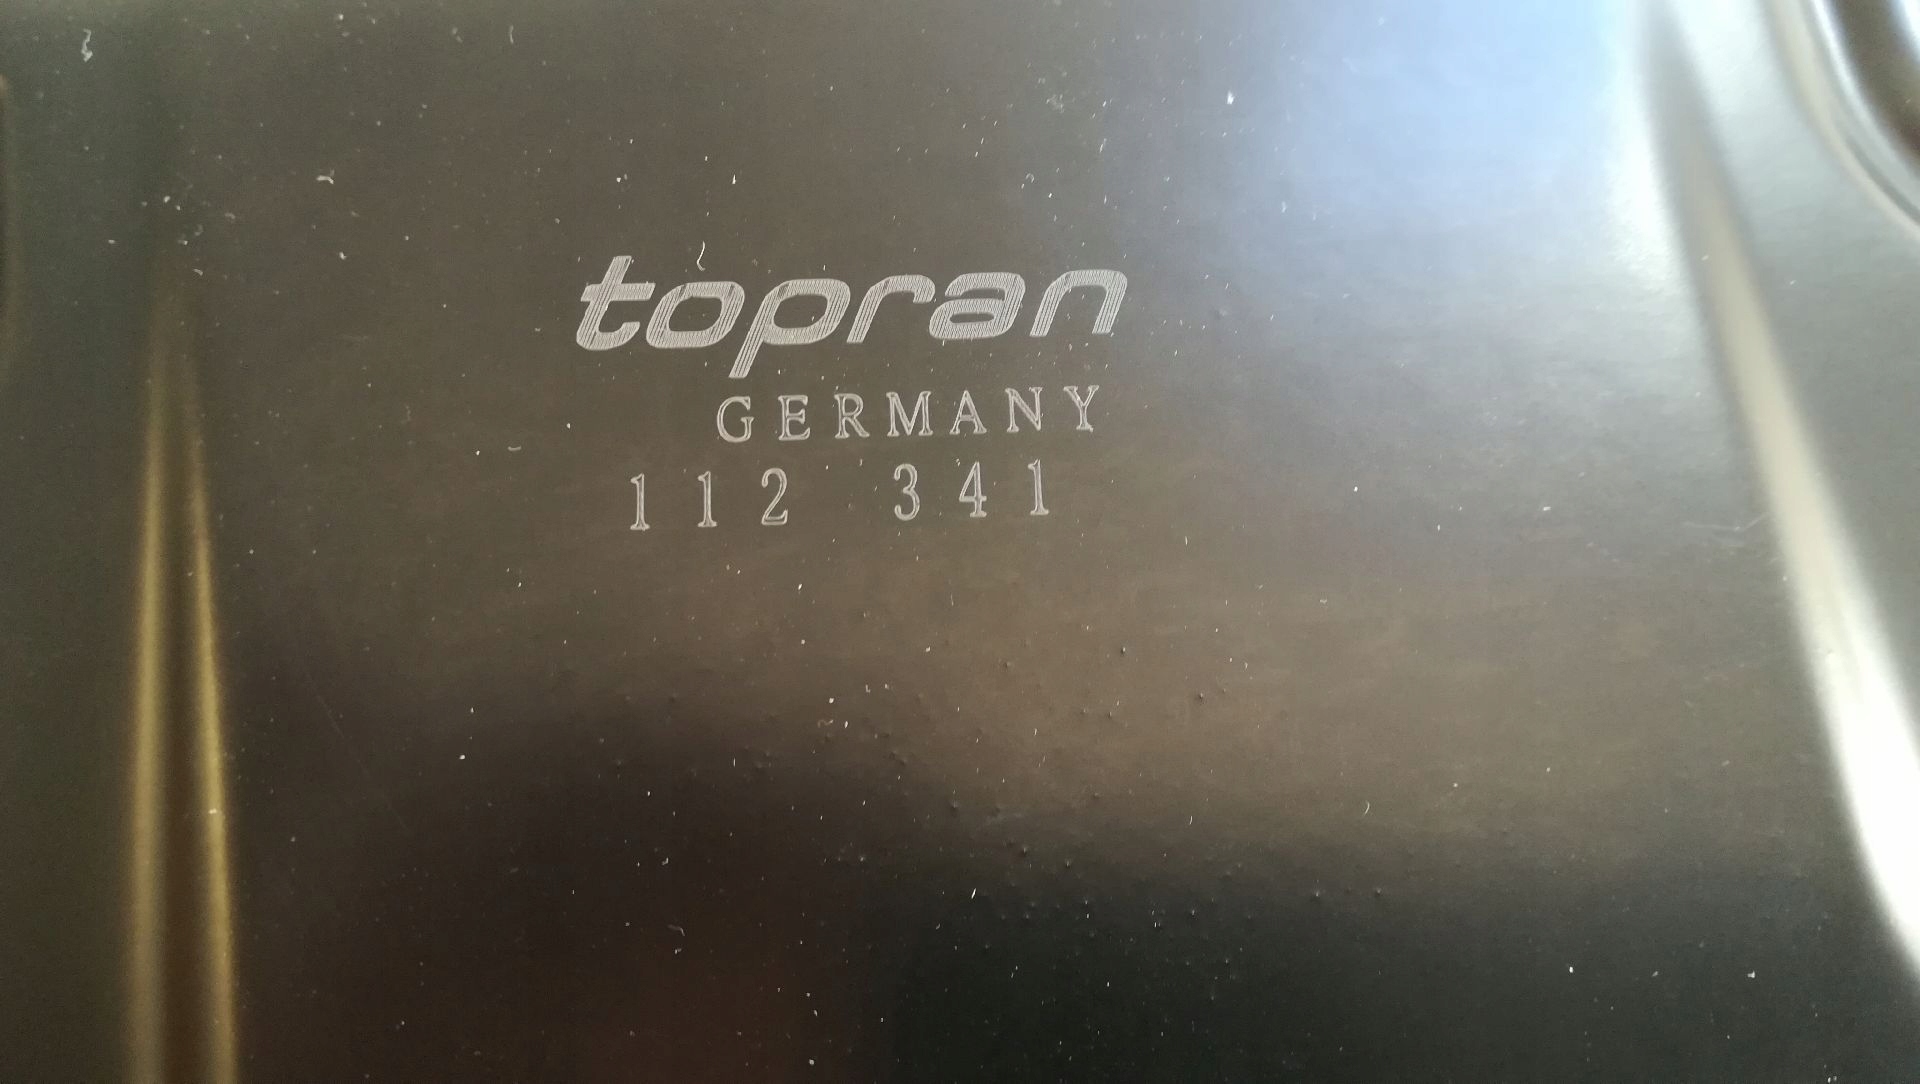 topran
GERMANY
112 341